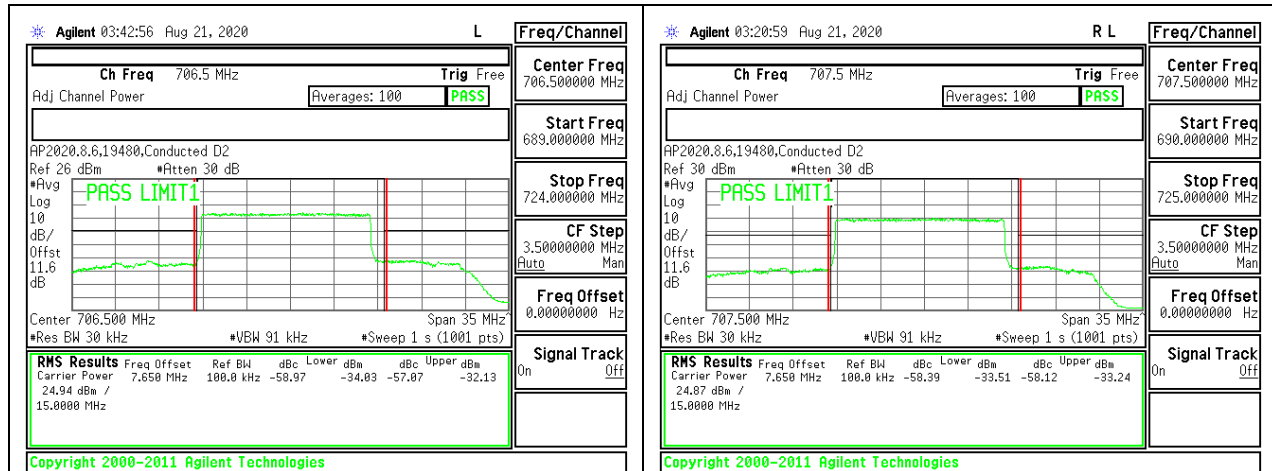 Agilent 03:42:56 Aug 21, 2020 L
Freq/Channel
Ch Freq 706.5 MHz Trig Free
Adj Channel Power Averages: 100 PASS
AP2020.8.6,19480,Conducted D2
Ref 26 dBm #Atten 30 dB
#Avg
Log
10
dB/
Offst
11.6
dB
PASS LIMIT1
Center 706.500 MHz Span 35 MHz^
#Res BW 30 kHz #VBW 91 kHz #Sweep 1 s (1001 pts)
RMS Results Freq Offset Ref BW dBc Lower dBm dBc Upper dBm
Carrier Power 7.650 MHz 100.0 kHz -58.97 -34.03 -57.07 -32.13
24.94 dBm /
15.0000 MHz
Center Freq
706.500000 MHz
Start Freq
689.000000 MHz
Stop Freq
724.000000 MHz
CF Step
3.50000000 MHz
Auto Man
Freq Offset
0.00000000 Hz
Signal Track
On Off
Copyright 2000-2011 Agilent Technologies
Agilent 03:20:59 Aug 21, 2020 R L
Freq/Channel
Ch Freq 707.5 MHz Trig Free
Adj Channel Power Averages: 100 PASS
AP2020.8.6,19480,Conducted D2
Ref 30 dBm #Atten 30 dB
#Avg
Log
10
dB/
Offst
11.6
dB
PASS LIMIT1
Center 707.500 MHz Span 35 MHz^
#Res BW 30 kHz #VBW 91 kHz #Sweep 1 s (1001 pts)
RMS Results Freq Offset Ref BW dBc Lower dBm dBc Upper dBm
Carrier Power 7.650 MHz 100.0 kHz -58.39 -33.51 -58.12 -33.24
24.87 dBm /
15.0000 MHz
Center Freq
707.500000 MHz
Start Freq
690.000000 MHz
Stop Freq
725.000000 MHz
CF Step
3.50000000 MHz
Auto Man
Freq Offset
0.00000000 Hz
Signal Track
On Off
Copyright 2000-2011 Agilent Technologies